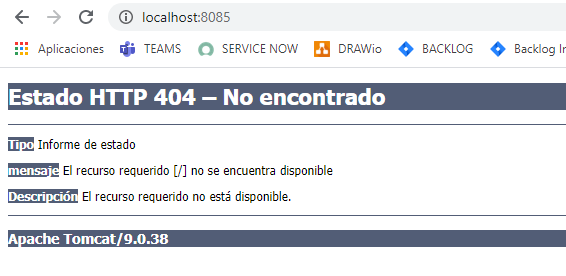 localhost:8085
Aplicaciones TEAMS SERVICE NOW DRAWio BACKLOG Backlog In
Estado HTTP 404 – No encontrado
Tipo Informe de estado
mensaje El recurso requerido [/] no se encuentra disponible
Descripción El recurso requerido no está disponible.
Apache Tomcat/9.0.38